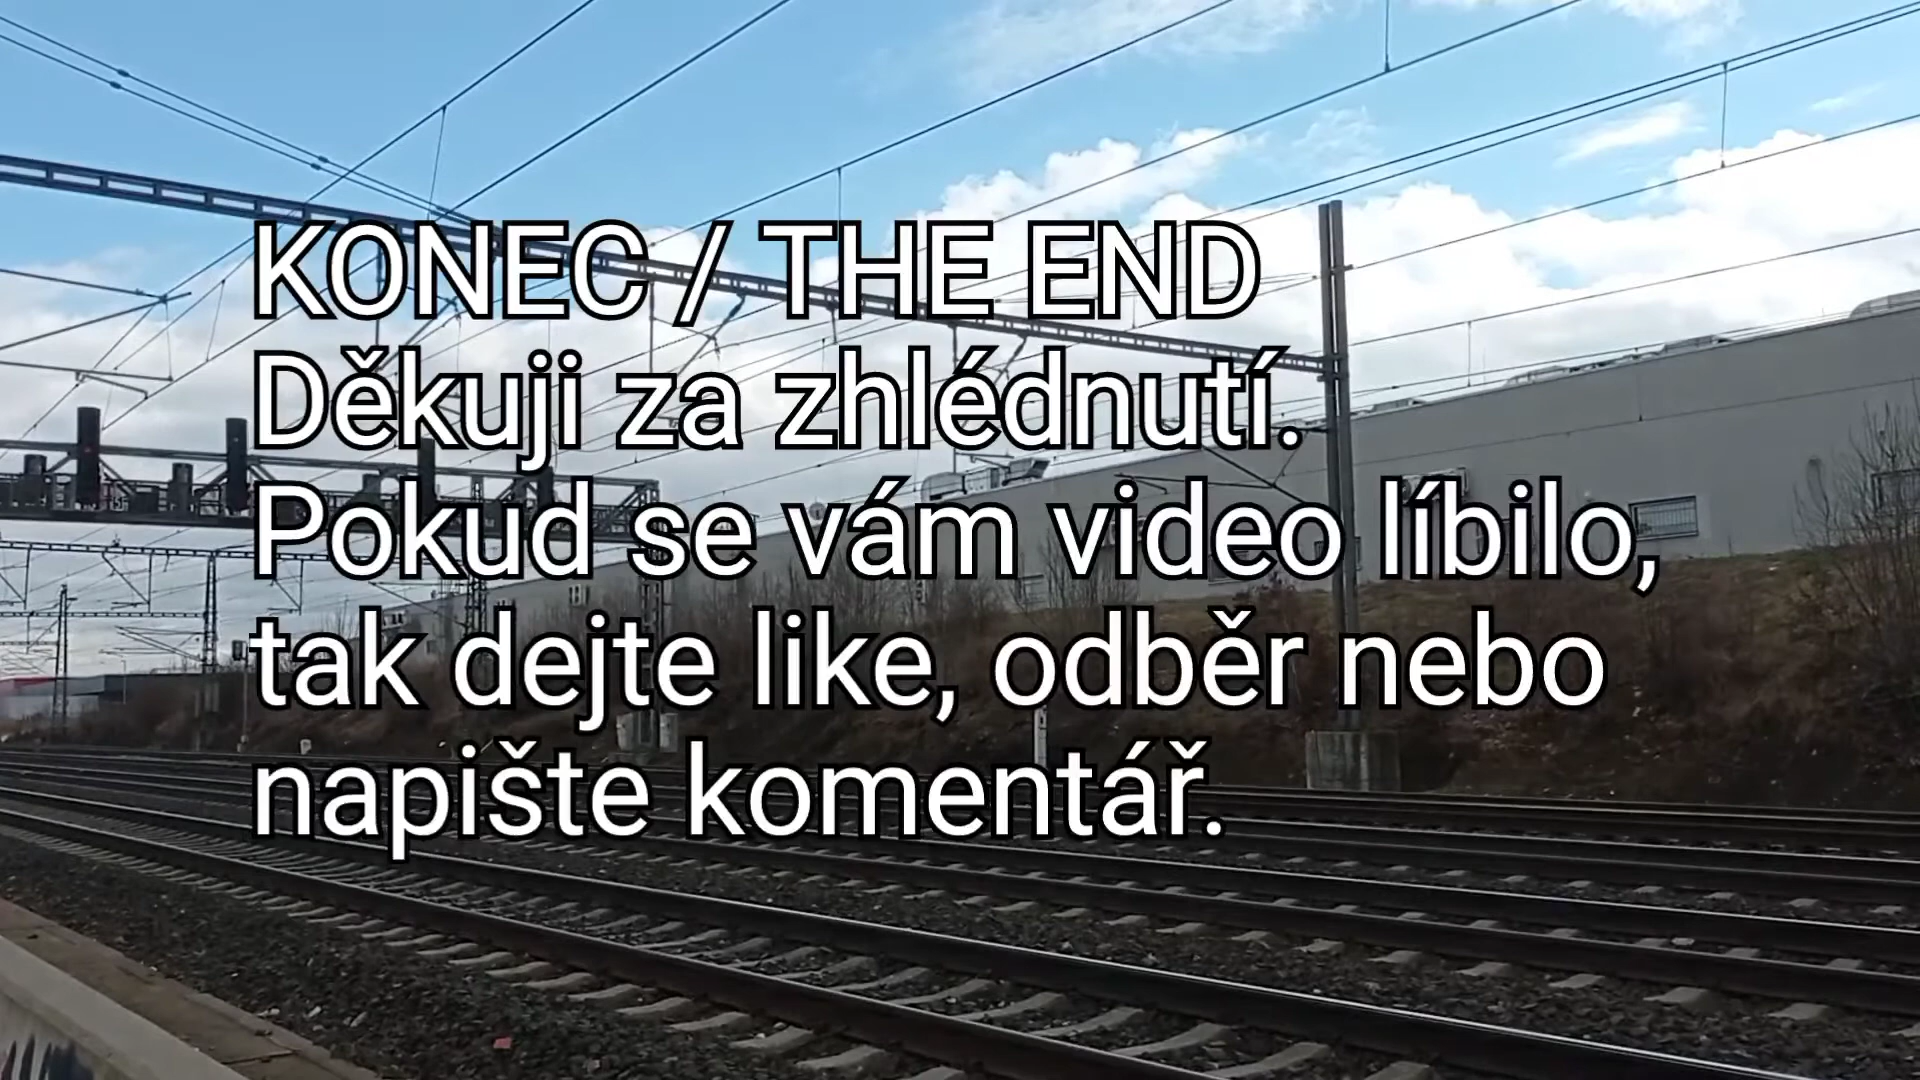 KONEC / THE END
Děkuji za zhlédnutí.
Pokud se vám video líbilo,
tak dejte like, odběr nebo
napište komentář.